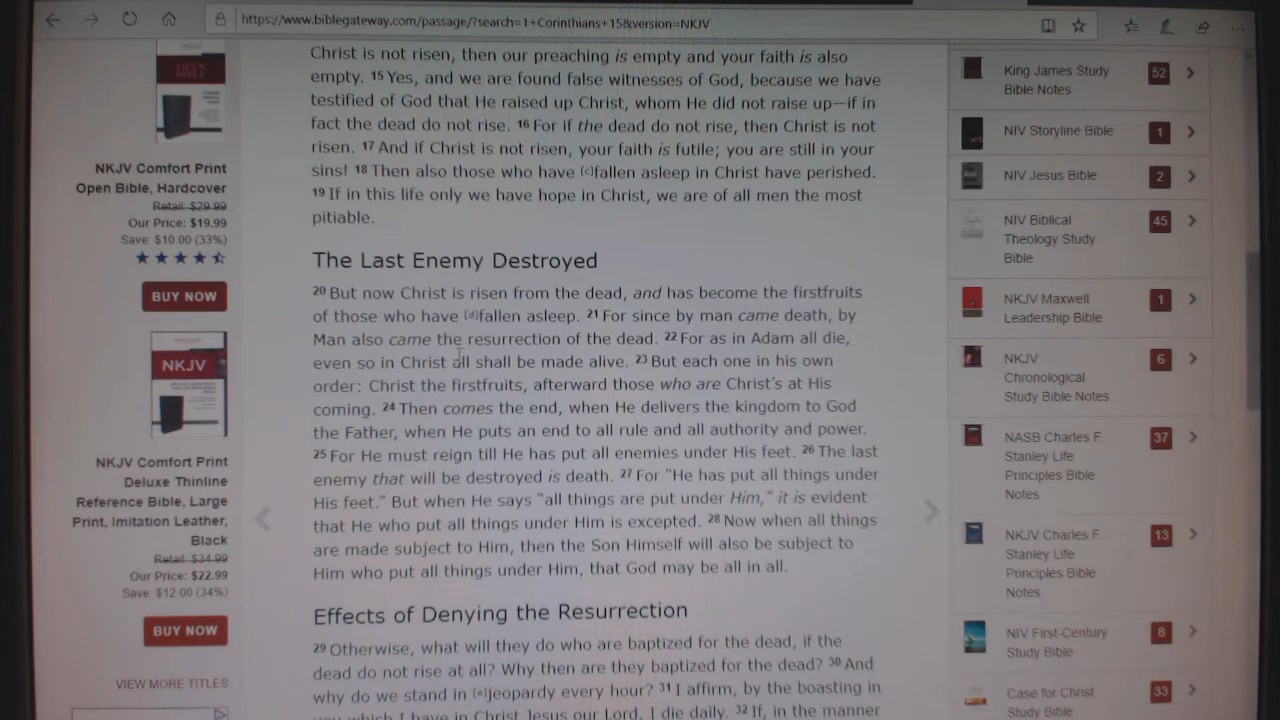 https://www.biblegateway.com/passage/?search=1+Corinthians+15&version=NKJV
OPEN
BIBLE
NKJV Comfort Print
Open Bible, Hardcover
Retail: $29.99
Our Price: $19.99
Save: $10.00 (33%)
BUY NOW
NKJV
NKJV Comfort Print
Deluxe Thinline
Reference Bible, Large
Print, Imitation Leather,
Black
Retail: $34.99
Our Price: $22.99
Save: $12.00 (34%)
BUY NOW
VIEW MORE TITLES
Christ is not risen, then our preaching is empty and your faith is also
empty. 15 Yes, and we are found false witnesses of God, because we have
testified of God that He raised up Christ, whom He did not raise up—if in
fact the dead do not rise. 16 For if the dead do not rise, then Christ is not
risen. 17 And if Christ is not risen, your faith is futile; you are still in your
sins! 18 Then also those who have [c]fallen asleep in Christ have perished.
19 If in this life only we have hope in Christ, we are of all men the most
pitiable.
The Last Enemy Destroyed
20 But now Christ is risen from the dead, and has become the firstfruits
of those who have [d]fallen asleep. 21 For since by man came death, by
Man also came the resurrection of the dead. 22 For as in Adam all die,
even so in Christ all shall be made alive. 23 But each one in his own
order: Christ the firstfruits, afterward those who are Christ's at His
coming. 24 Then comes the end, when He delivers the kingdom to God
the Father, when He puts an end to all rule and all authority and power.
25 For He must reign till He has put all enemies under His feet. 26 The last
enemy that will be destroyed is death. 27 For “He has put all things under
His feet.” But when He says “all things are put under Him,” it is evident
that He who put all things under Him is excepted. 28 Now when all things
are made subject to Him, then the Son Himself will also be subject to
Him who put all things under Him, that God may be all in all.
Effects of Denying the Resurrection
29 Otherwise, what will they do who are baptized for the dead, if the
dead do not rise at all? Why then are they baptized for the dead? 30 And
why do we stand in [e]jeopardy every hour? 31 I affirm, by the boasting in
you which I have in Christ Jesus our Lord, I die daily. 32 If, in the manner
King James Study
Bible Notes
52
NIV Storyline Bible
1
NIV Jesus Bible
2
NIV Biblical
Theology Study
Bible
45
NKJV Maxwell
Leadership Bible
1
NKJV
Chronological
Study Bible Notes
6
NASB Charles F.
Stanley Life
Principles Bible
Notes
37
NKJV Charles F.
Stanley Life
Principles Bible
Notes
13
NIV First-Century
Study Bible
8
Case for Christ
Study Bible
33